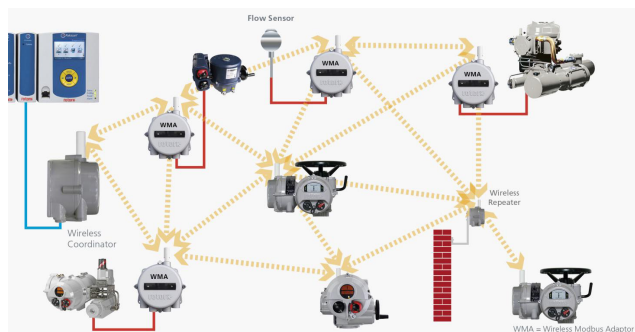 Flow Sensor
WMA
WMA
WMA
Wireless
Repeater
Wireless
Coordinator
WMA
WMA = Wireless Modbus Adaptor